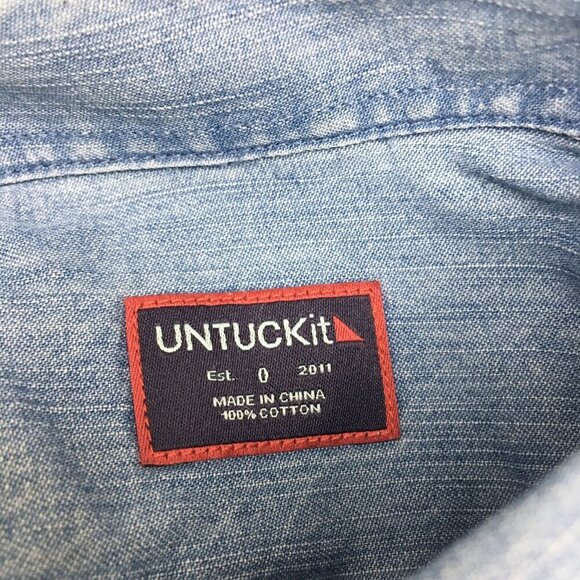 UNTUCKit
Est. 0 2011
MADE IN CHINA
100% COTTON